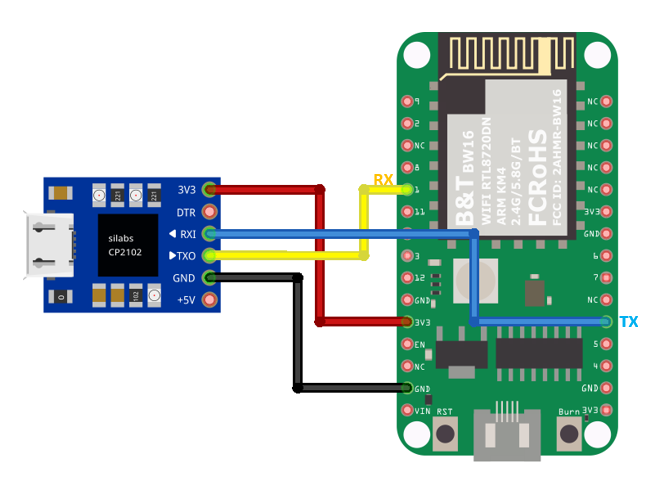 3V3
DTR
RXI
TXO
GND
+5V
221
221
102
0
silabs
CP2102
RX
TX
B&T BW16
WIFI RTL8720DN
ARM KM4
2.4G/5.8G/BT
FCRoHS
FCC ID: 2AHMR-BW16
9
2
NC
8
1
11
3
12
GND
3V3
EN
NC
GND
VIN
NC
NC
NC
NC
NC
3V3
GND
6
7
NC
5
4
GND
3V3
RST
Burn